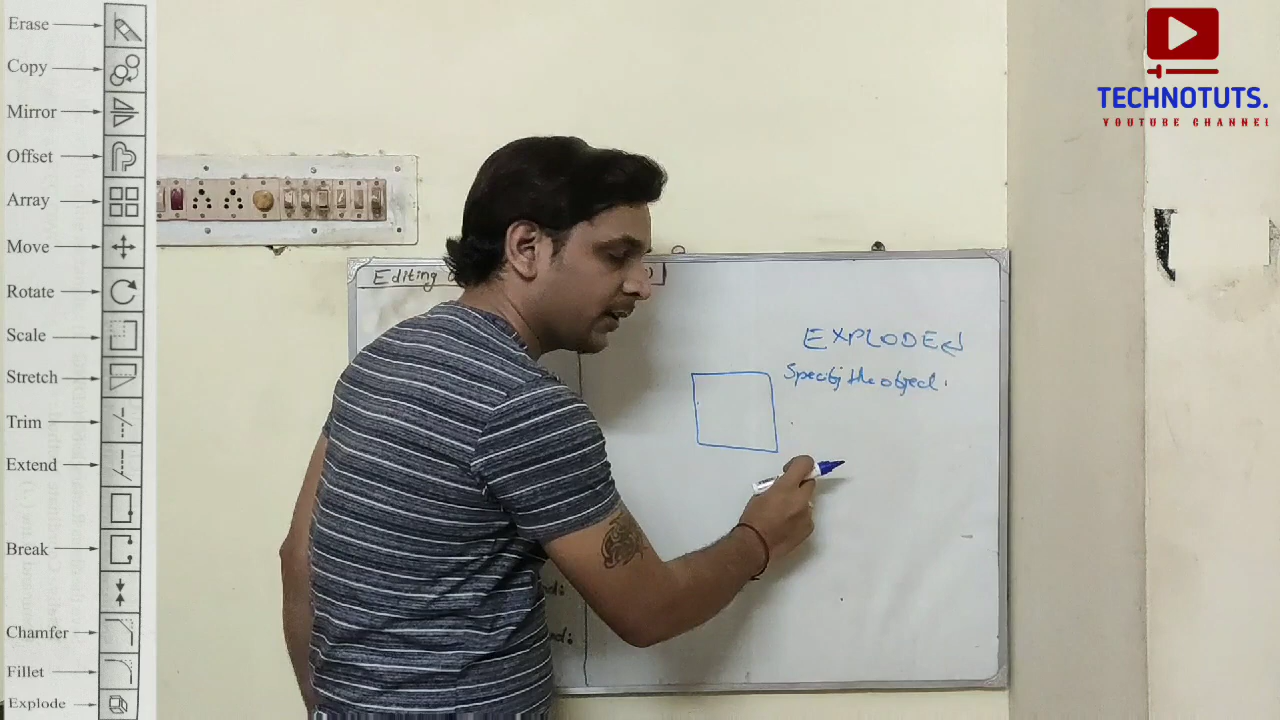 Erase
Copy
Mirror
Offset
Array
Move
Rotate
Scale
Stretch
Trim
Extend
Break
Chamfer
Fillet
Explode
TECHNOTUTS.
YOUTUBE CHANNEL
Editing
EXPLODE
Specify the object.